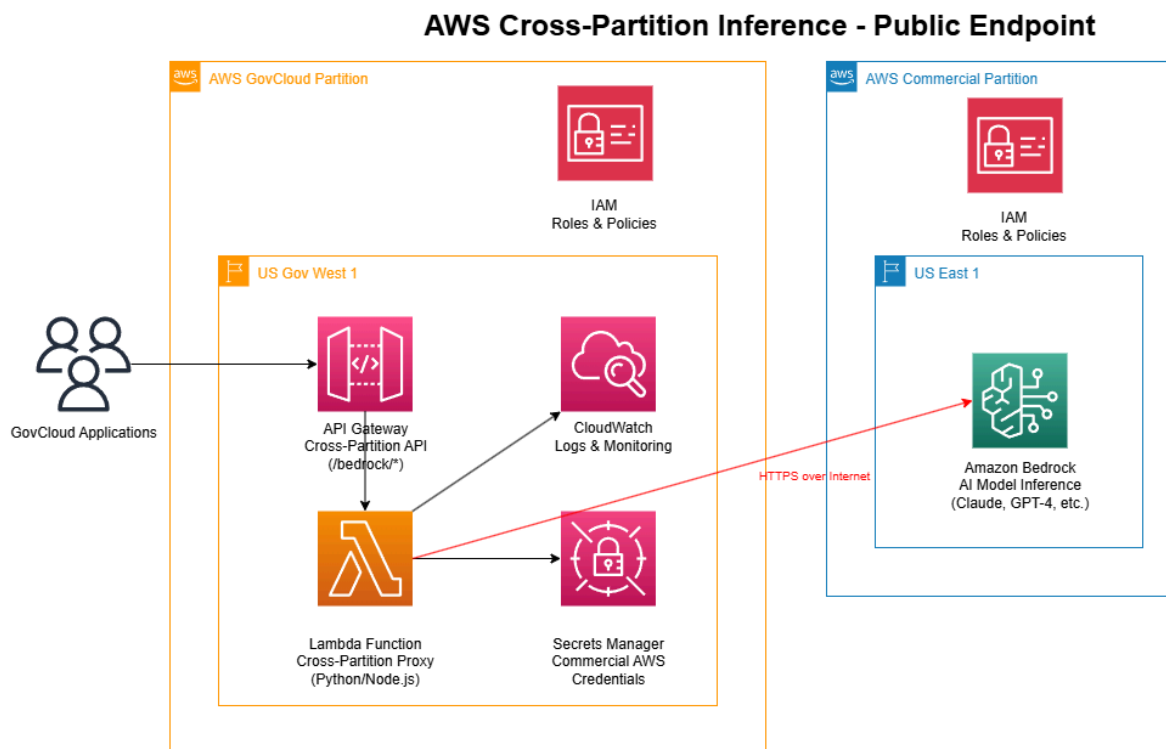 AWS Cross-Partition Inference - Public Endpoint
aws
AWS GovCloud Partition
IAM
Roles & Policies
US Gov West 1
GovCloud Applications
API Gateway
Cross-Partition API
(/bedrock/*)
CloudWatch
Logs & Monitoring
Lambda Function
Cross-Partition Proxy
(Python/Node.js)
Secrets Manager
Commercial AWS
Credentials
HTTPS over Internet
aws
AWS Commercial Partition
IAM
Roles & Policies
US East 1
Amazon Bedrock
AI Model Inference
(Claude, GPT-4, etc.)